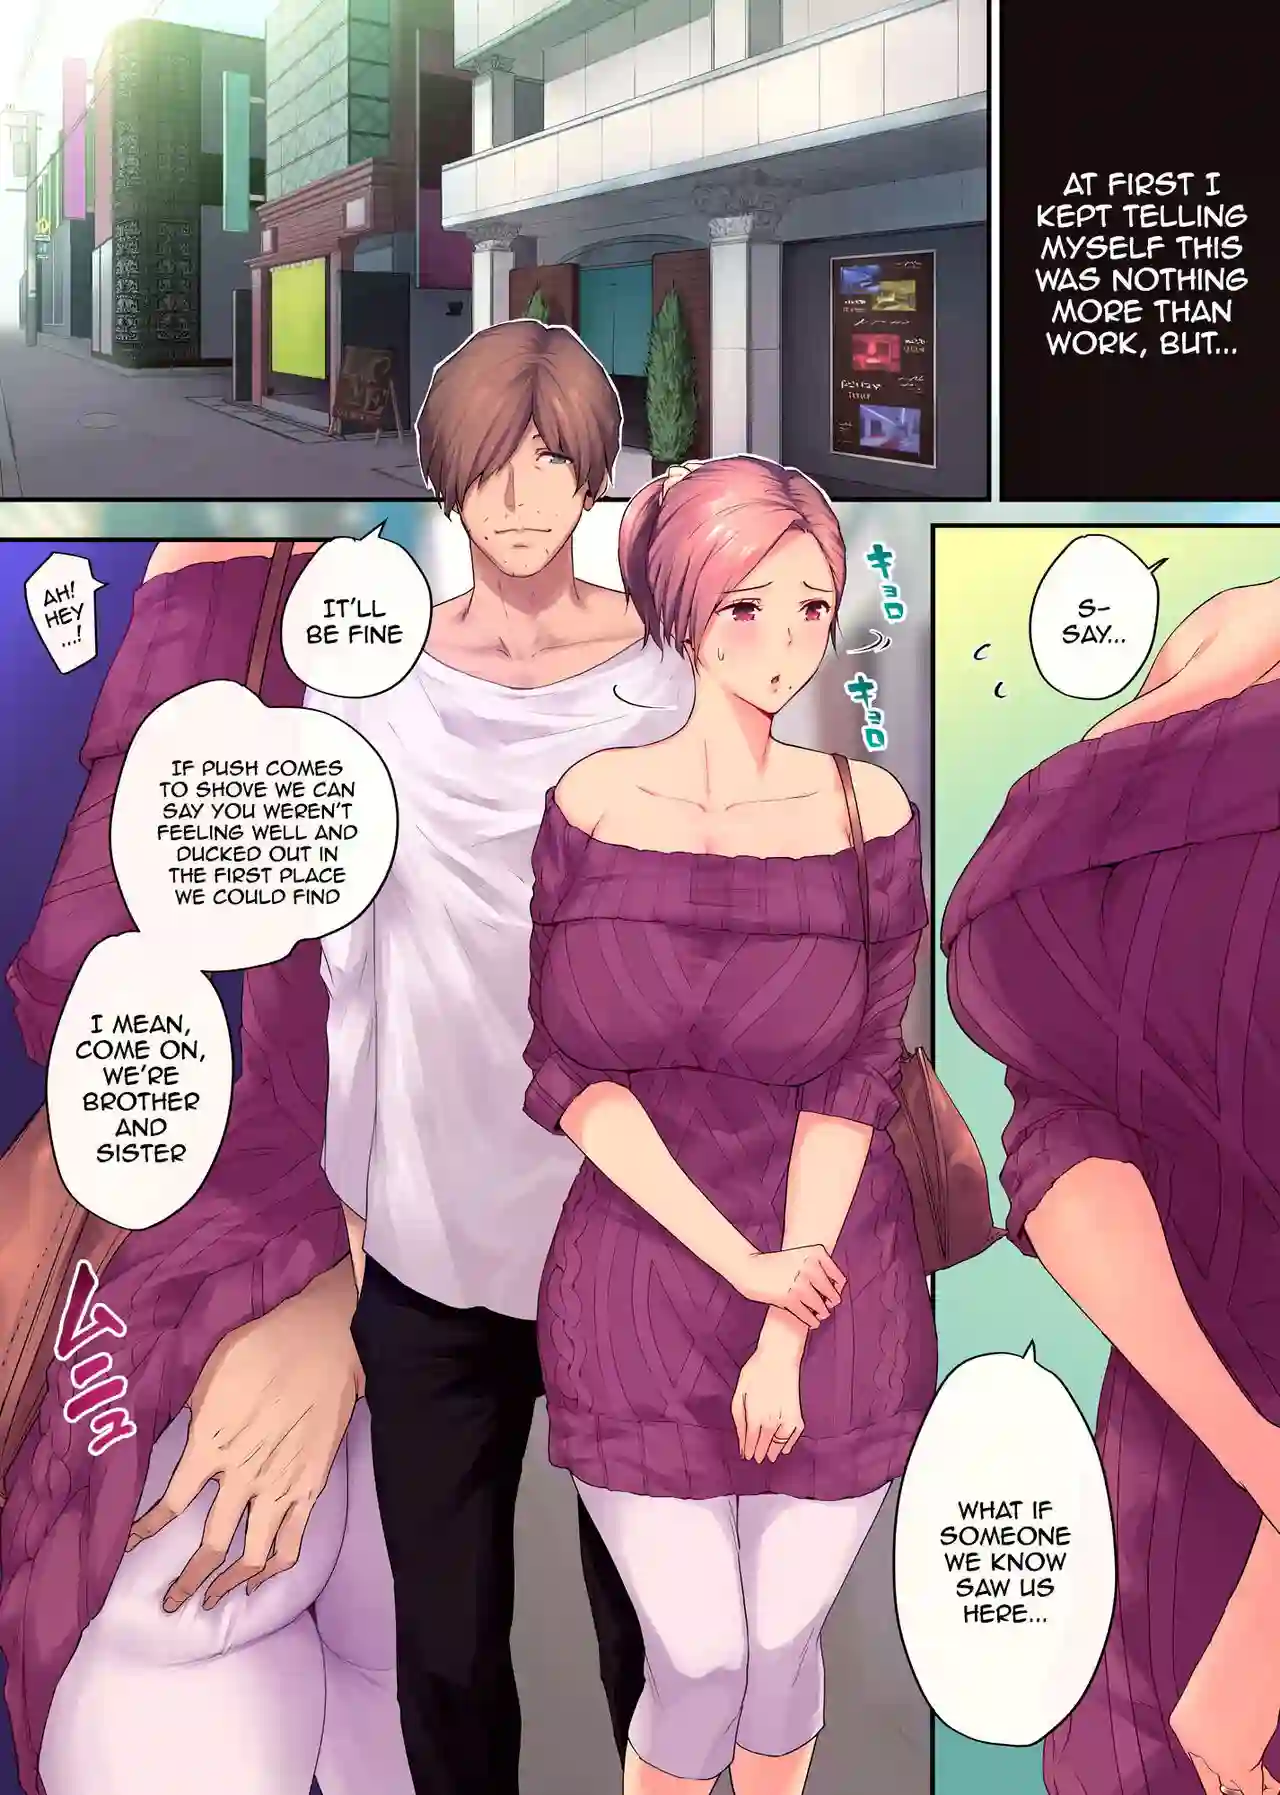 AT FIRST I
KEPT TELLING
MYSELF THIS
WAS NOTHING
MORE THAN
WORK, BUT...
S-
SAY...
キョロ
キョロ
WHAT IF
SOMEONE
WE KNOW
SAW US
HERE...
IT'LL
BE FINE
AH!
HEY
...!
IF PUSH COMES
TO SHOVE WE CAN
SAY YOU WEREN'T
FEELING WELL AND
DUCKED OUT IN
THE FIRST PLACE
WE COULD FIND
I MEAN,
COME ON,
WE'RE
BROTHER
AND
SISTER
ムニュ